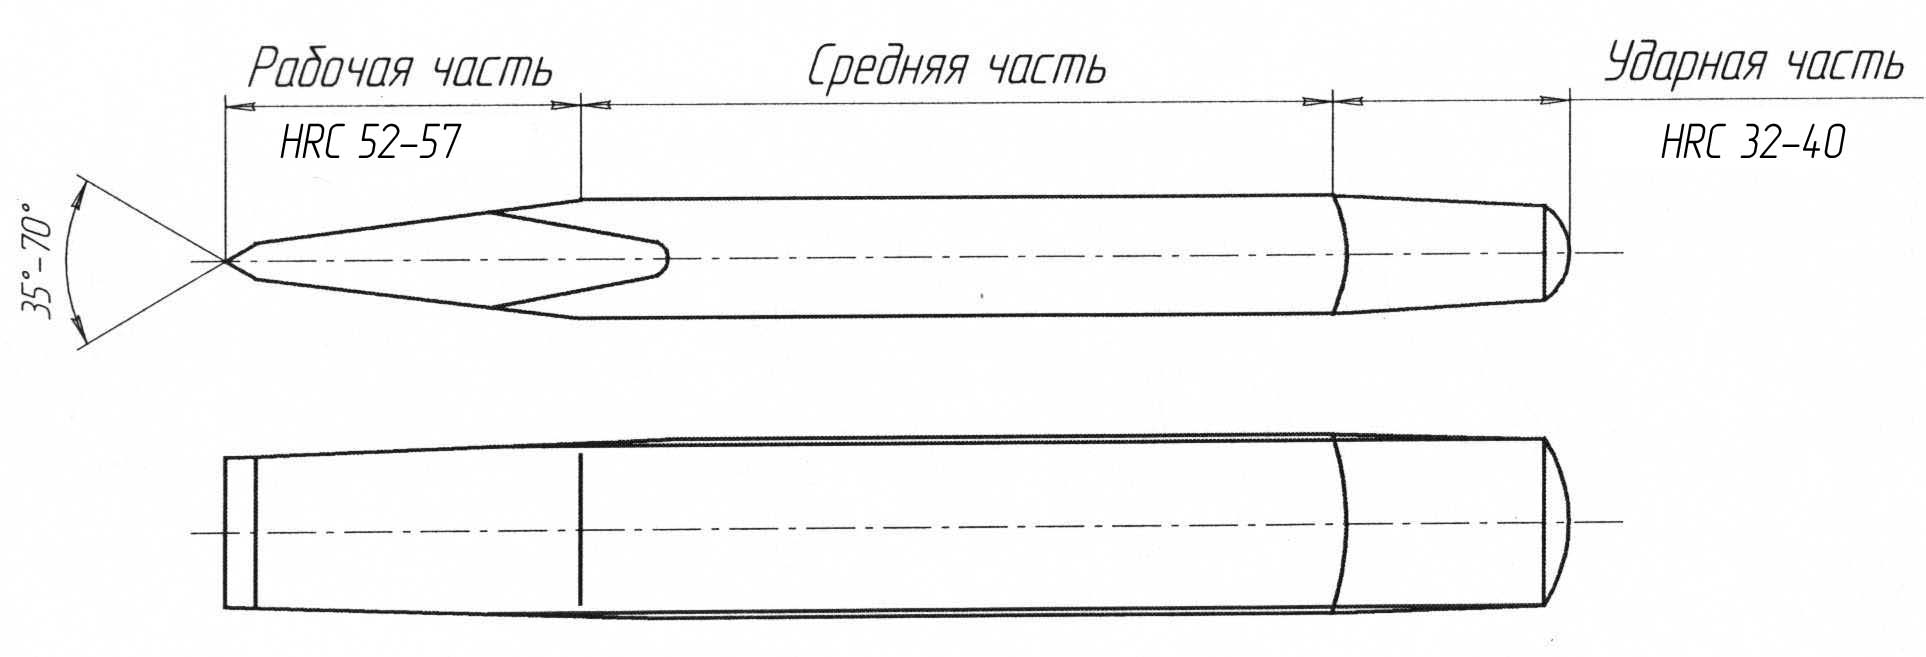 Рабочая часть
Средняя часть
Ударная часть
HRC 52-57
HRC 32-40
35°-70°